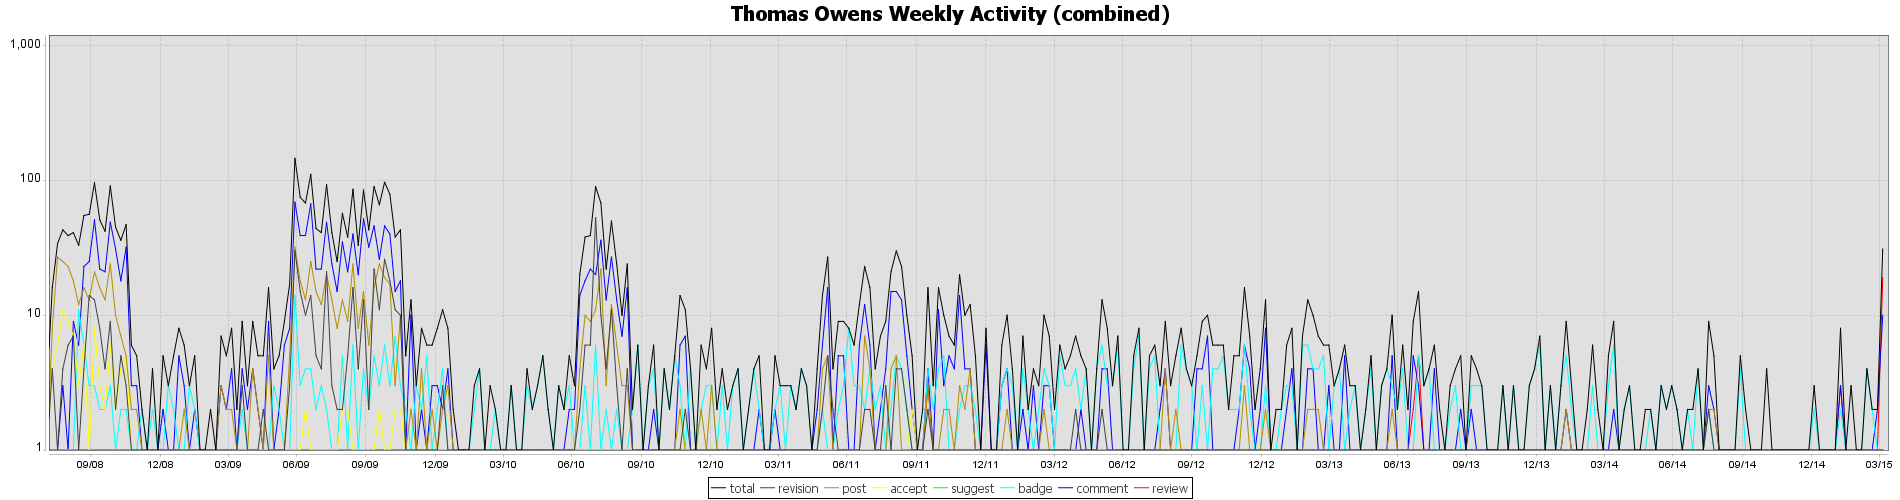 Thomas Owens Weekly Activity (combined)
1,000
100
10
1
09/08 12/08 03/09 06/09 09/09 12/09 03/10 06/10 09/10 12/10 03/11 06/11 09/11 12/11 03/12 06/12 09/12 12/12 03/13 06/13 09/13 12/13 03/14 06/14 09/14 12/14 03/15
total revision post accept suggest badge comment review